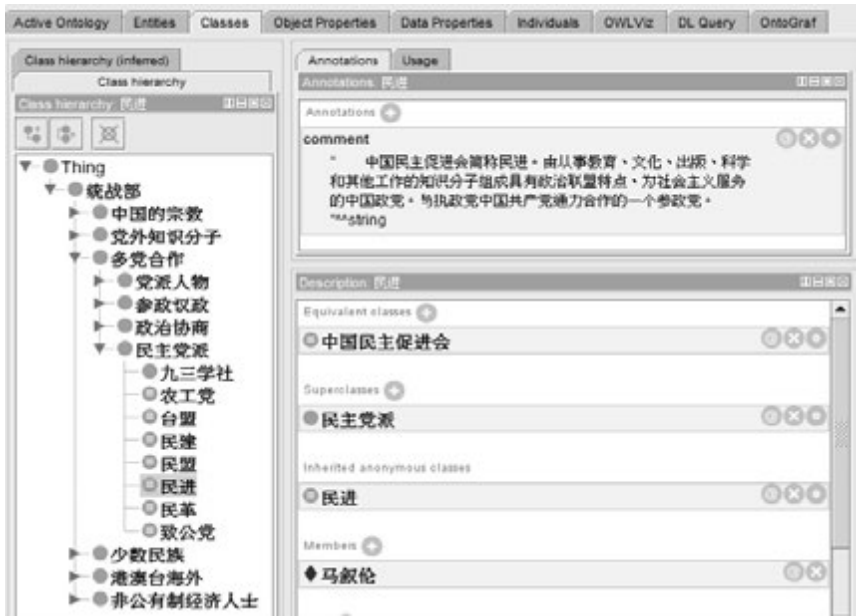 Active Ontology Entities Classes Object Properties Data Properties Individuals OWLViz DL Query OntoGraf
Class hierarchy (inferred)
Class hierarchy
Class hierarchy: 民进
Thing
统战部
中国的宗教
党外知识分子
多党合作
党派人物
参政议政
政治协商
民主党派
九三学社
农工党
台盟
民建
民盟
民进
民革
致公党
少数民族
港澳台海外
非公有制经济人士
Annotations Usage
Annotations: 民进
Annotations
comment
" 中国民主促进会简称民进。由从事教育、文化、出版、科学
和其他工作的知识分子组成具有政治联盟特点、为社会主义服务
的中国政党。与执政党中国共产党通力合作的一个参政党。
"^^string
Description: 民进
Equivalent classes
中国民主促进会
Superclasses
民主党派
Inherited anonymous classes
民进
Members
马叙伦